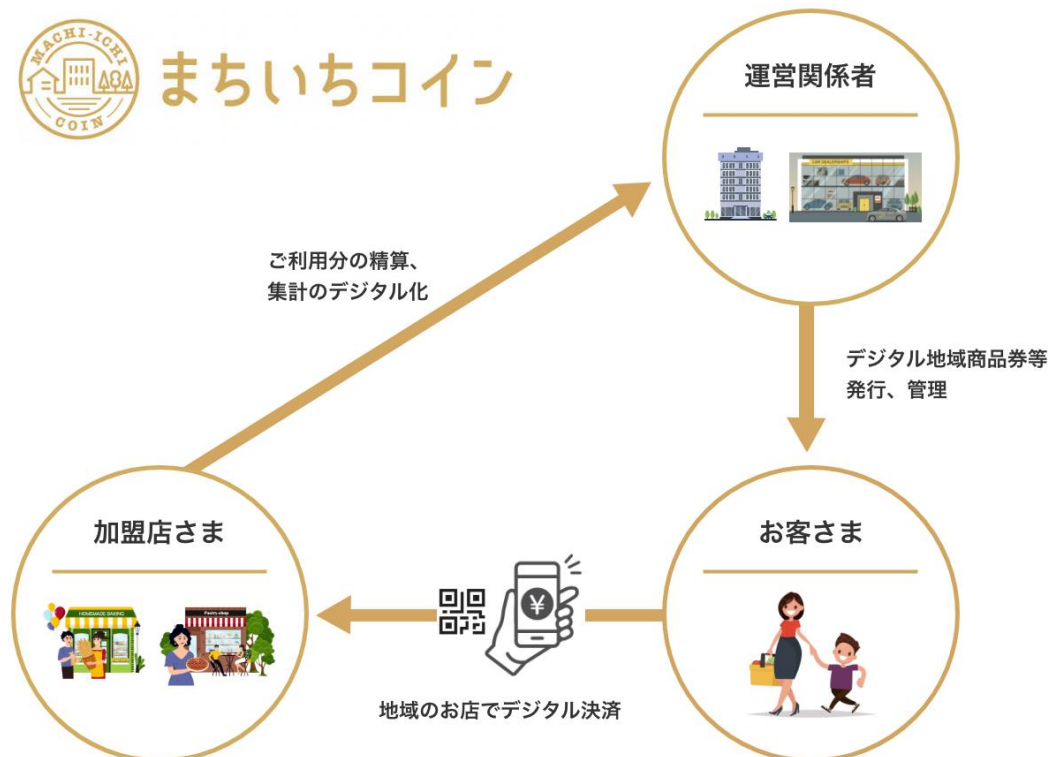 MACHI-ICHI
COIN
まちいちコイン
運営関係者
CAR DEALERSHIPS
ご利用分の精算、
集計のデジタル化
デジタル地域商品券等
発行、管理
加盟店さま
HOMEMADE BAKING
Pastry shop
お客さま
¥
地域のお店でデジタル決済